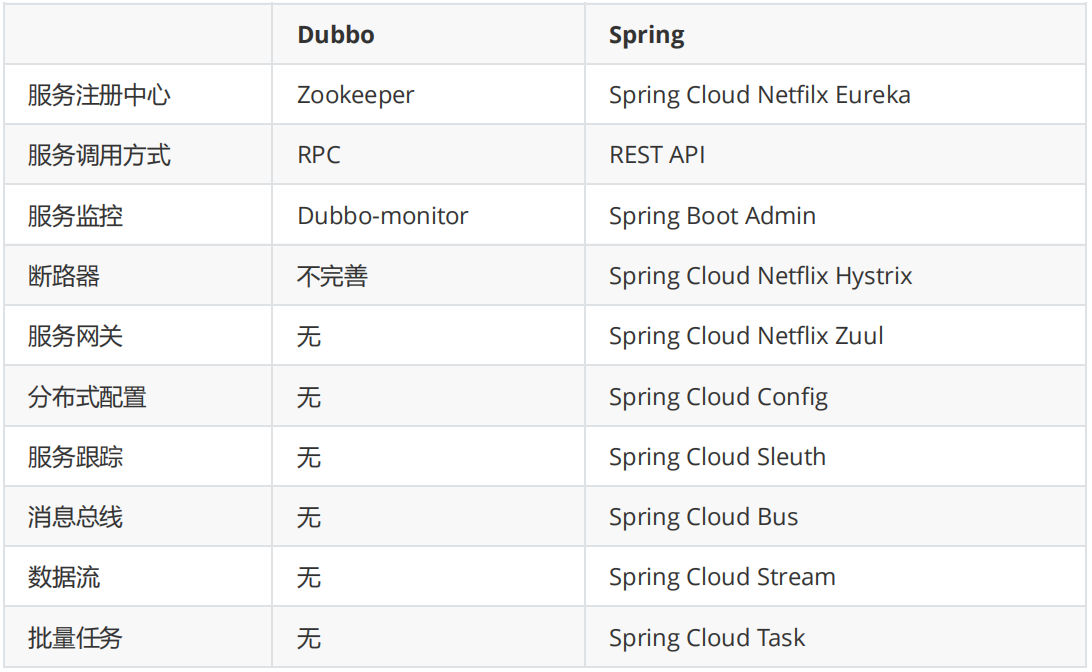 Dubbo Spring
服务注册中心 Zookeeper Spring Cloud Netfilx Eureka
服务调用方式 RPC REST API
服务监控 Dubbo-monitor Spring Boot Admin
断路器 不完善 Spring Cloud Netflix Hystrix
服务网关 无 Spring Cloud Netflix Zuul
分布式配置 无 Spring Cloud Config
服务跟踪 无 Spring Cloud Sleuth
消息总线 无 Spring Cloud Bus
数据流 无 Spring Cloud Stream
批量任务 无 Spring Cloud Task